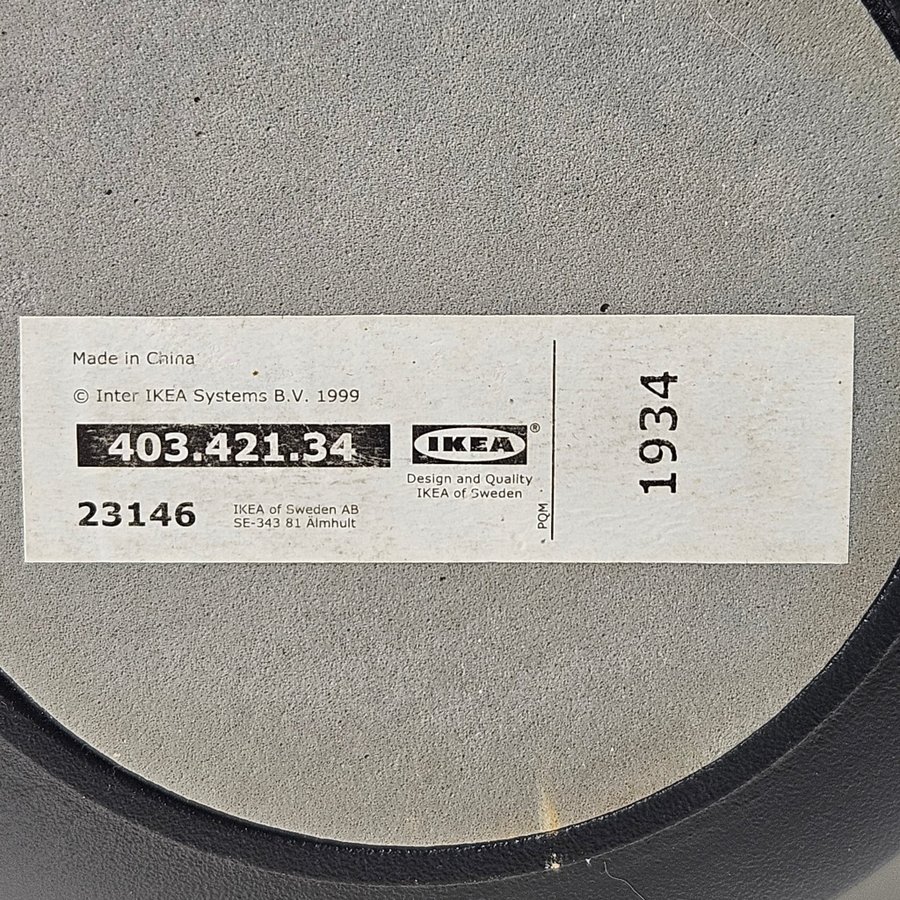 Made in China
© Inter IKEA Systems B.V. 1999
403.421.34
IKEA®
Design and Quality
IKEA of Sweden
23146
IKEA of Sweden AB
SE-343 81 Älmhult
PQM
1934